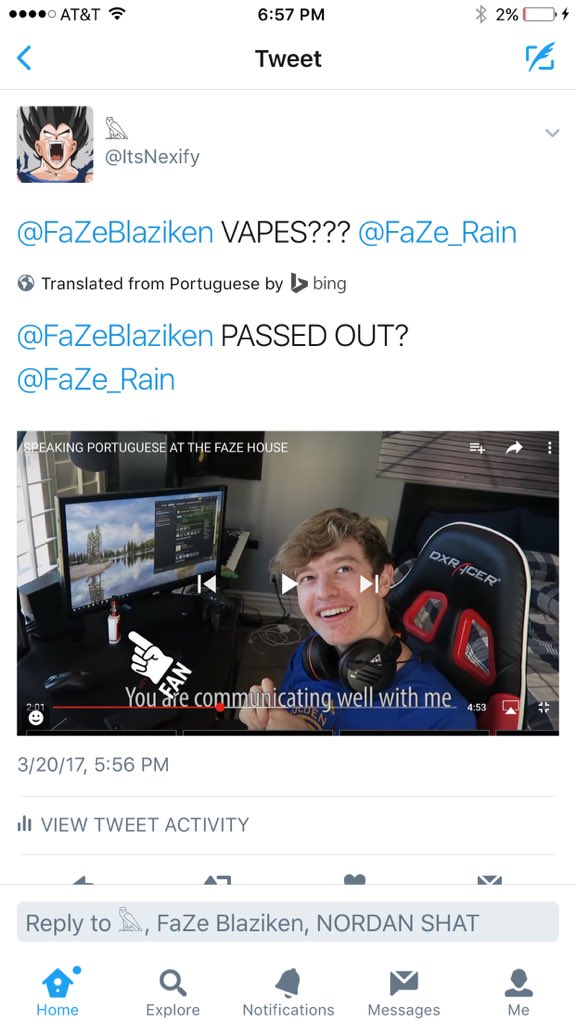 AT&T 6:57 PM 2%
Tweet
@ItsNexify
@FaZeBlaziken VAPES??? @FaZe_Rain
Translated from Portuguese by bing
@FaZeBlaziken PASSED OUT?
@FaZe_Rain
SPEAKING PORTUGUESE AT THE FAZE HOUSE
DXRACER
FAN
You are communicating well with me
2:01 4:53
3/20/17, 5:56 PM
VIEW TWEET ACTIVITY
Reply to 𓅓, FaZe Blaziken, NORDAN SHAT
Home Explore Notifications Messages Me